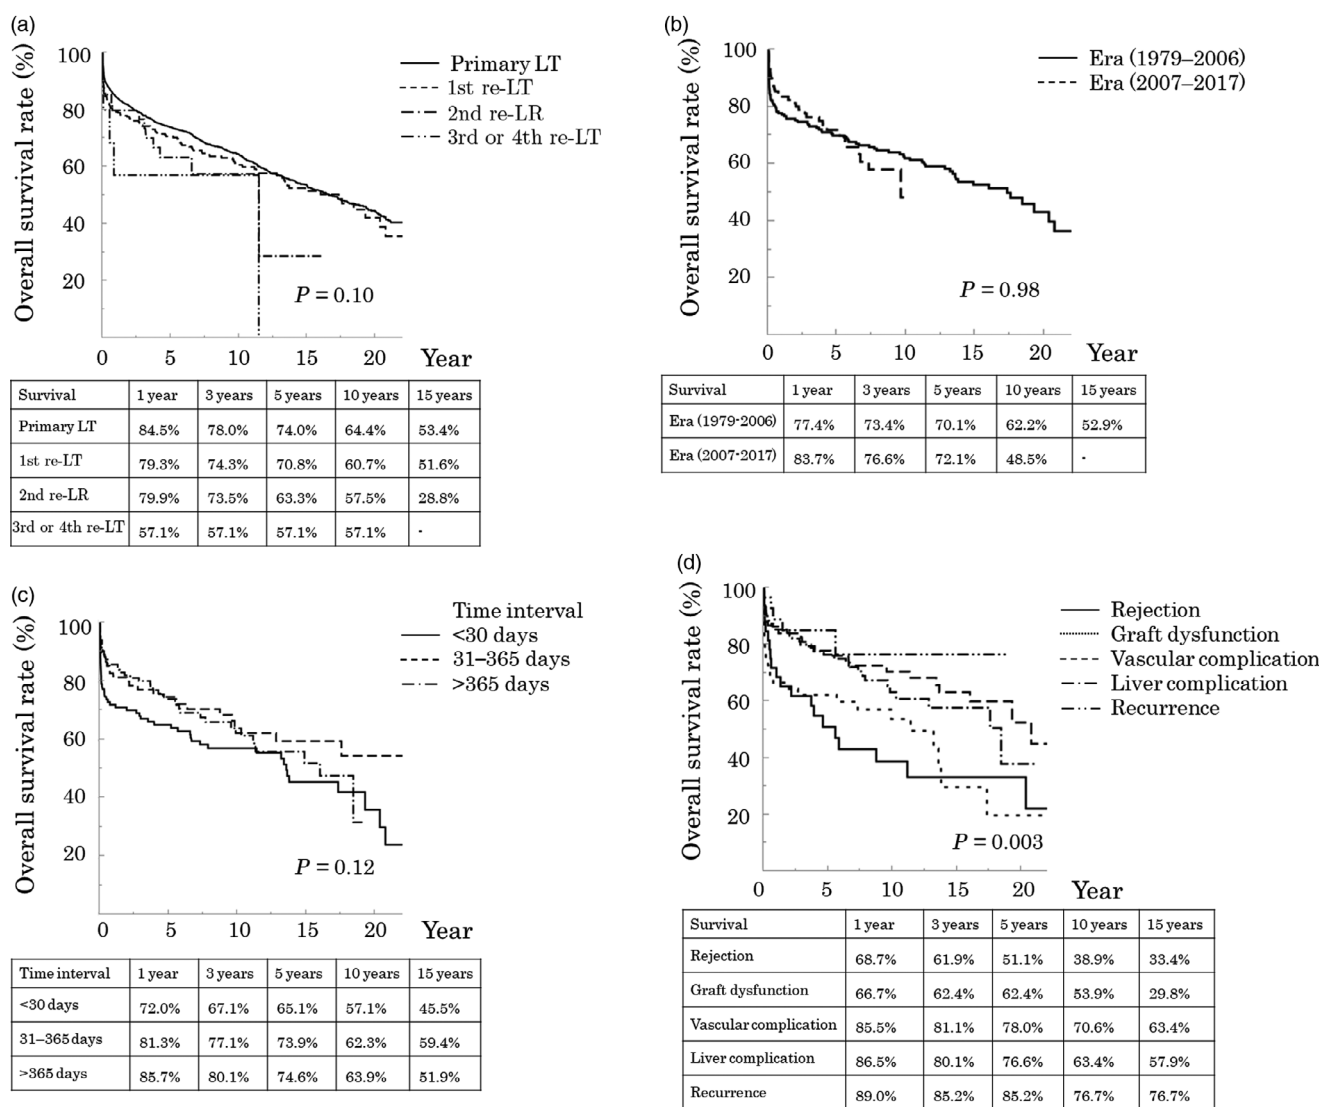 (a)
Overall survival rate (%)
100
80
60
40
20
0 5 10 15 20 Year
Primary LT
1st re-LT
2nd re-LR
3rd or 4th re-LT
P = 0.10
Survival 1 year 3 years 5 years 10 years 15 years
Primary LT 84.5% 78.0% 74.0% 64.4% 53.4%
1st re-LT 79.3% 74.3% 70.8% 60.7% 51.6%
2nd re-LR 79.9% 73.5% 63.3% 57.5% 28.8%
3rd or 4th re-LT 57.1% 57.1% 57.1% 57.1% -
(b)
Overall survival rate (%)
100
80
60
40
20
0 5 10 15 20 Year
Era (1979–2006)
Era (2007–2017)
P = 0.98
Survival 1 year 3 years 5 years 10 years 15 years
Era (1979-2006) 77.4% 73.4% 70.1% 62.2% 52.9%
Era (2007-2017) 83.7% 76.6% 72.1% 48.5% -
(c)
Overall survival rate (%)
100
80
60
40
20
0 5 10 15 20 Year
Time interval
<30 days
31–365 days
>365 days
P = 0.12
Time interval 1 year 3 years 5 years 10 years 15 years
<30 days 72.0% 67.1% 65.1% 57.1% 45.5%
31–365 days 81.3% 77.1% 73.9% 62.3% 59.4%
>365 days 85.7% 80.1% 74.6% 63.9% 51.9%
(d)
Overall survival rate (%)
100
80
60
40
20
0 5 10 15 20 Year
Rejection
Graft dysfunction
Vascular complication
Liver complication
Recurrence
P = 0.003
Survival 1 year 3 years 5 years 10 years 15 years
Rejection 68.7% 61.9% 51.1% 38.9% 33.4%
Graft dysfunction 66.7% 62.4% 62.4% 53.9% 29.8%
Vascular complication 85.5% 81.1% 78.0% 70.6% 63.4%
Liver complication 86.5% 80.1% 76.6% 63.4% 57.9%
Recurrence 89.0% 85.2% 85.2% 76.7% 76.7%